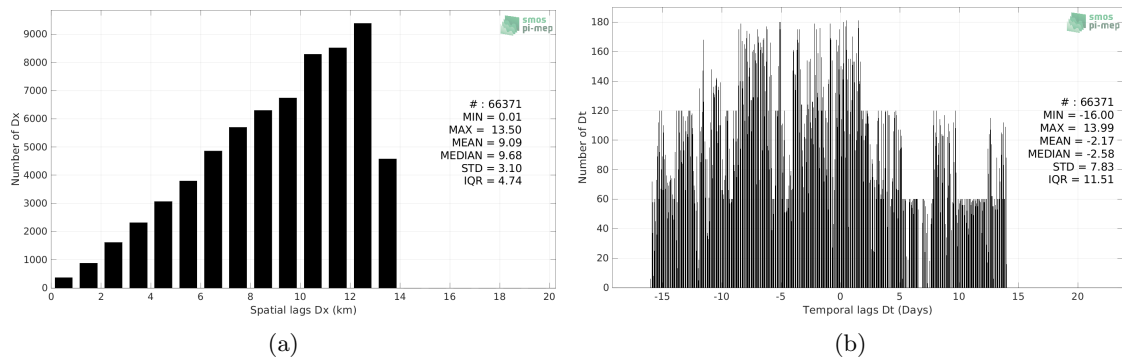 9000
8000
7000
6000
5000
4000
3000
2000
1000
0
Number of Dx
0 2 4 6 8 10 12 14 16 18 20
Spatial lags Dx (km)
smos
pi-mep
# : 66371
MIN = 0.01
MAX = 13.50
MEAN = 9.09
MEDIAN = 9.68
STD = 3.10
IQR = 4.74
(a)
180
160
140
120
100
80
60
40
20
0
Number of Dt
-15 -10 -5 0 5 10 15 20
Temporal lags Dt (Days)
smos
pi-mep
# : 66371
MIN = -16.00
MAX = 13.99
MEAN = -2.17
MEDIAN = -2.58
STD = 7.83
IQR = 11.51
(b)